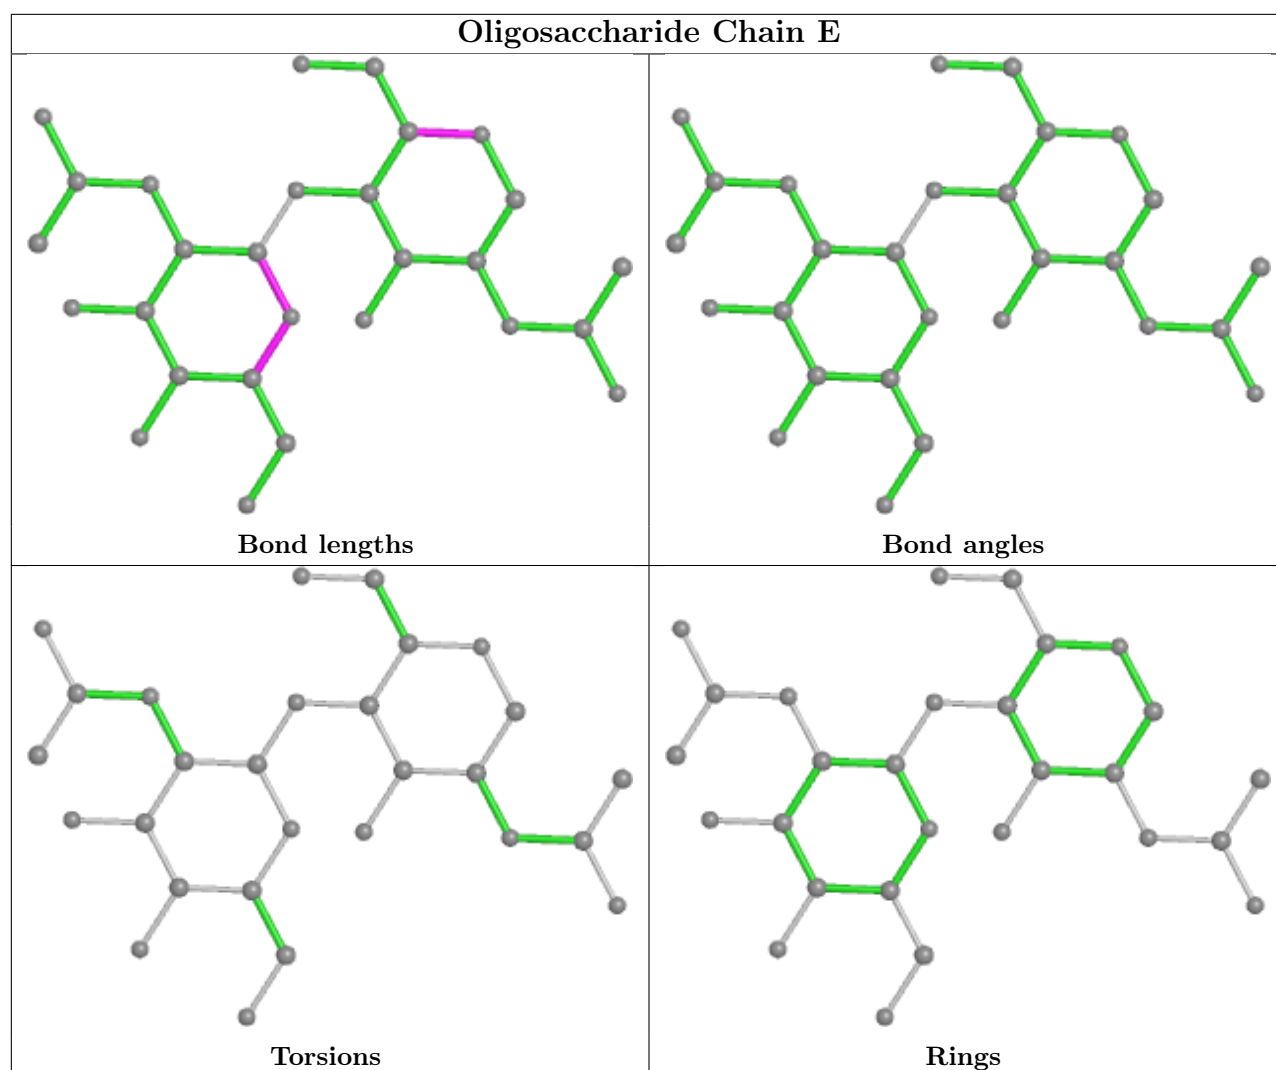 Oligosaccharide Chain E
Bond lengths
Bond angles
Torsions
Rings